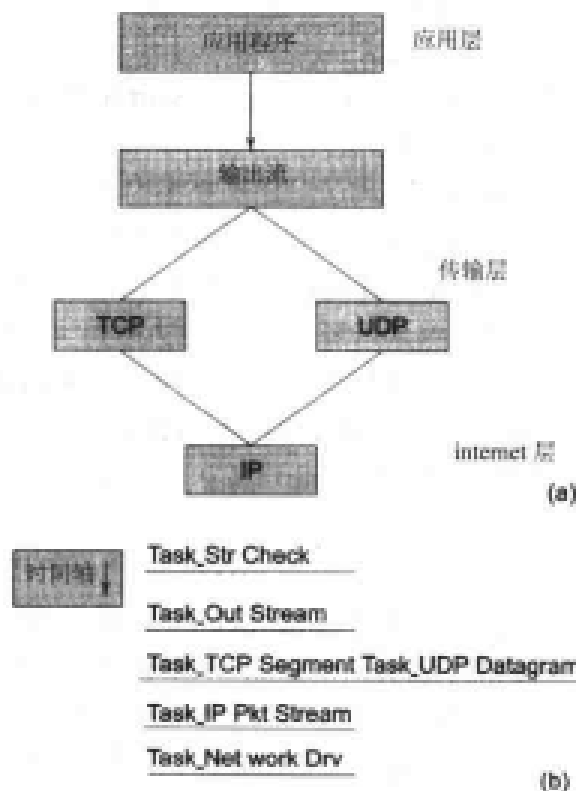 应用程序
应用层
输出流
传输层
TCP
UDP
internet 层
IP
(a)
时间轴
Task_Str Check
Task_Out Stream
Task_TCP Segment Task_UDP Datagram
Task_IP Pkt Stream
Task_Net work Drv
(b)